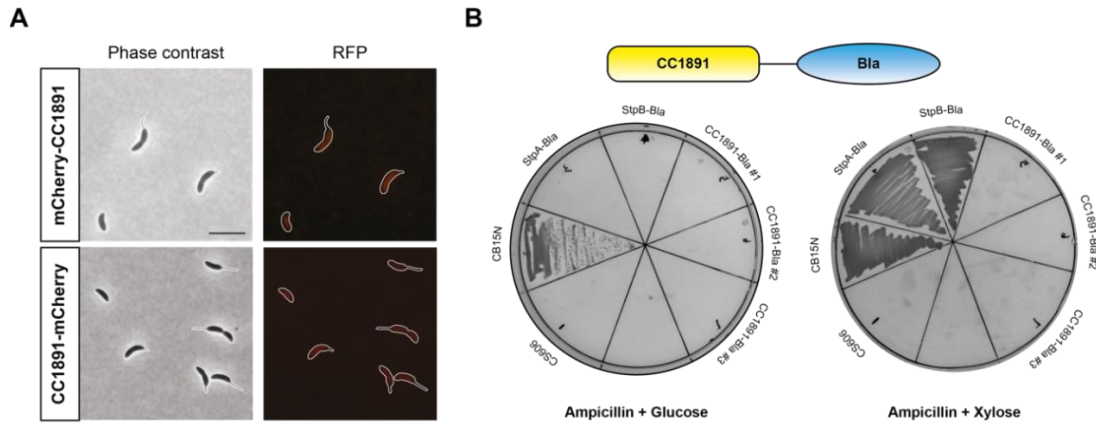 A
Phase contrast
RFP
mCherry-CC1891
CC1891-mCherry
B
CC1891
Bla
StpB-Bla
StpA-Bla
CC1891-Bla #1
CB15N
CC1891-Bla #2
CS606
CC1891-Bla #3
Ampicillin + Glucose
StpB-Bla
StpA-Bla
CC1891-Bla #1
CB15N
CC1891-Bla #2
CS606
CC1891-Bla #3
Ampicillin + Xylose